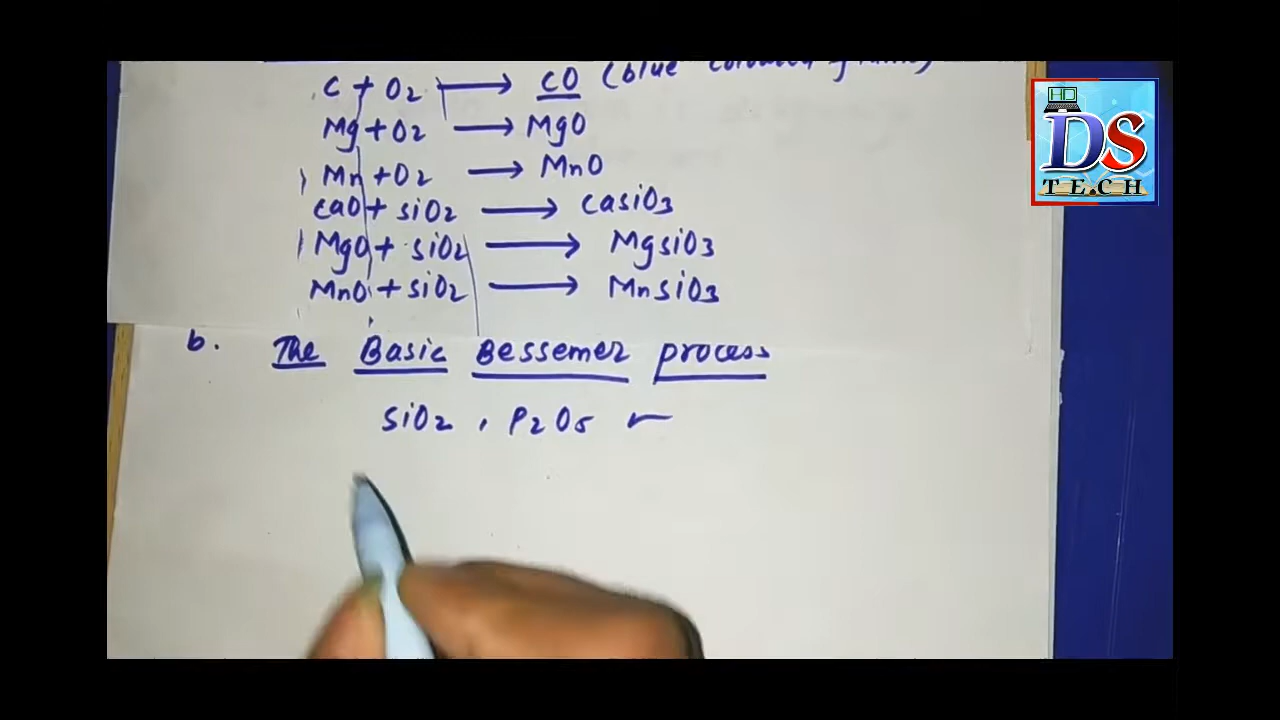 C + O2 ⟶ CO (blue
Mg + O2 ⟶ MgO
Mn + O2 ⟶ MnO
CaO + SiO2 ⟶ CaSiO3
MgO + SiO2 ⟶ MgSiO3
MnO + SiO2 ⟶ MnSiO3
b. The Basic Bessemer process
SiO2 , P2O5
HD
DS
TECH